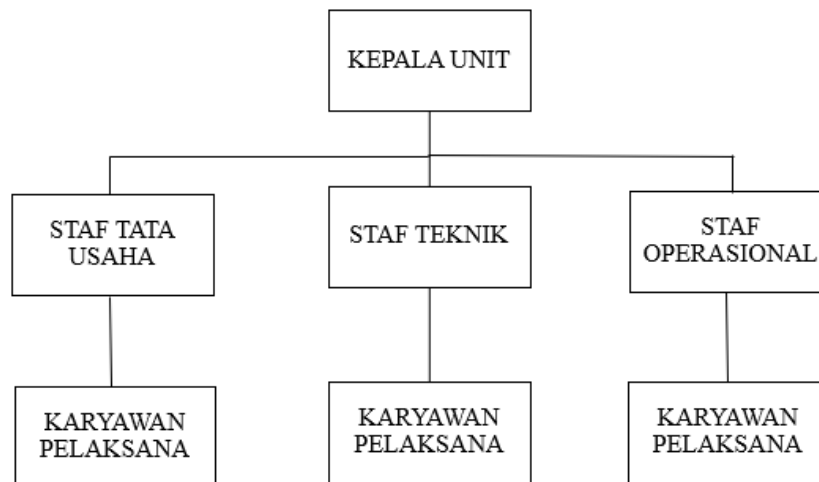 KEPALA UNIT
STAF TATA
USAHA
STAF TEKNIK
STAF
OPERASIONAL
KARYAWAN
PELAKSANA
KARYAWAN
PELAKSANA
KARYAWAN
PELAKSANA